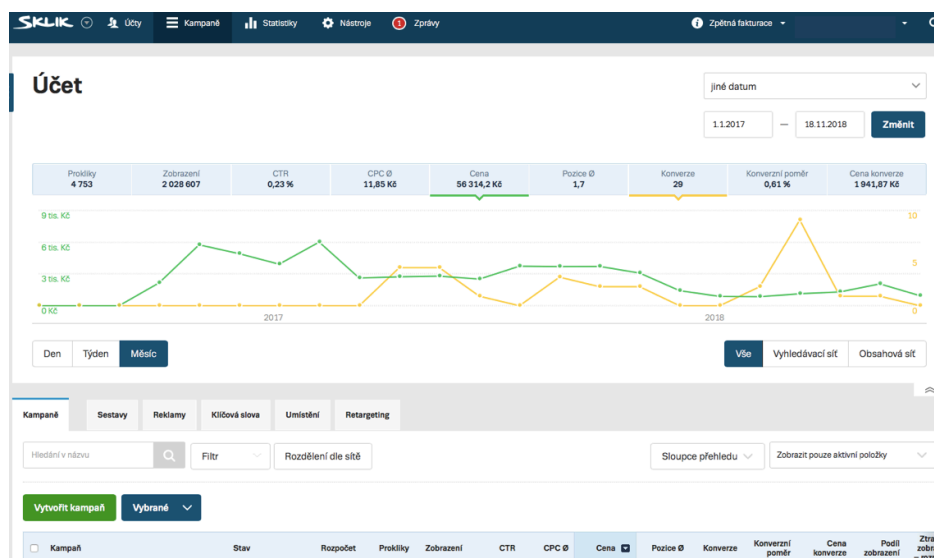 SKLIK Účty Kampaně Statistiky Nástroje 1 Zprávy Zpětná fakturace
Účet
jiné datum
1.1.2017 — 18.11.2018 Změnit
Prokliky Zobrazení CTR CPC Ø Cena Pozice Ø Konverze Konverzní poměr Cena konverze
4 753 2 028 607 0,23 % 11,85 Kč 56 314,2 Kč 1,7 29 0,61 % 1 941,87 Kč
9 tis. Kč 10
6 tis. Kč
5
3 tis. Kč
0 Kč 0
2017 2018
Den Týden Měsíc Vše Vyhledávací síť Obsahová síť
Kampaně Sestavy Reklamy Klíčová slova Umístění Retargeting
Hledání v názvu Filtr Rozdělení dle sítě Sloupce přehledu Zobrazit pouze aktivní položky
Vytvořit kampaň Vybrané
Kampaň Stav Rozpočet Prokliky Zobrazení CTR CPC Ø Cena Pozice Ø Konverze Konverzní poměr Cena konverze Podíl zobrazení